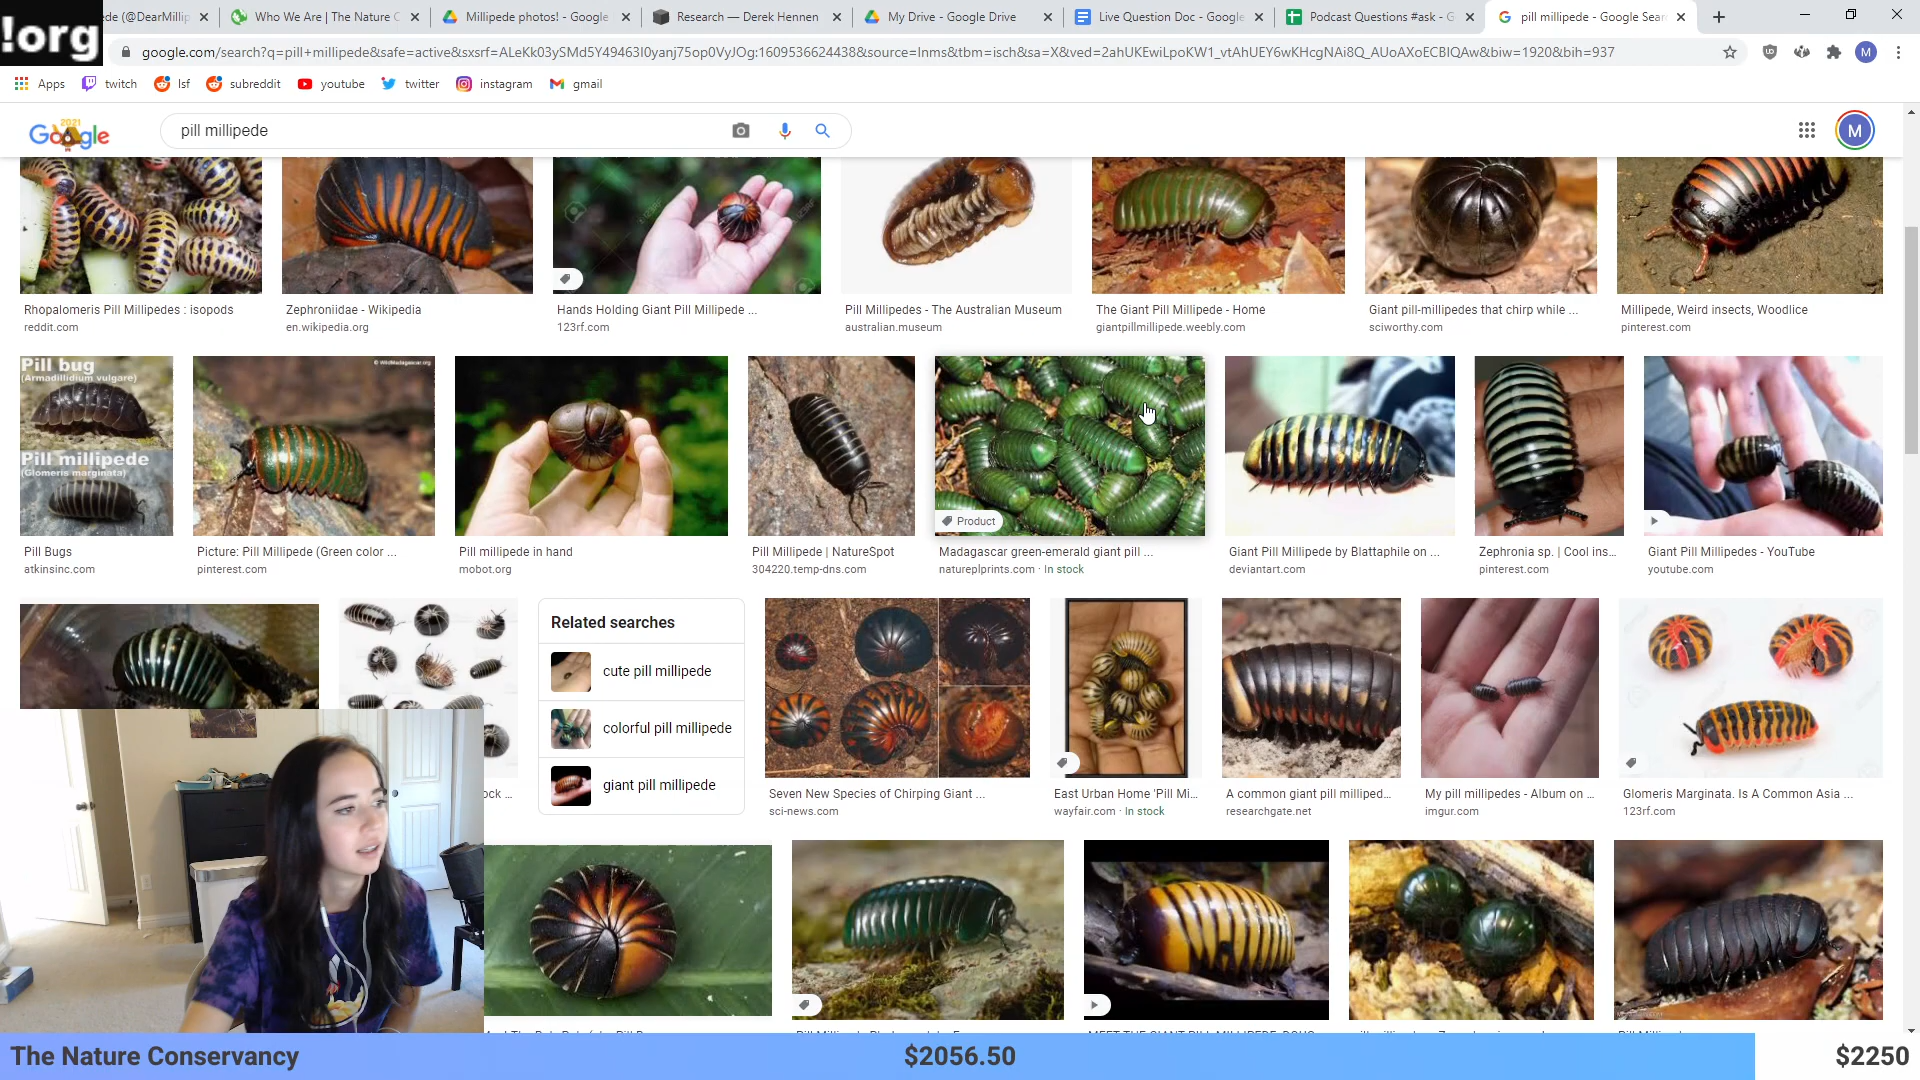 !org
de (@DearMillip
Who We Are | The Nature C
Millipede photos! - Google
Research — Derek Hennen
My Drive - Google Drive
Live Question Doc - Google
Podcast Questions #ask - G
pill millipede - Google Sear
google.com/search?q=pill+millipede&safe=active&sxsrf=ALeKk03ySMd5Y49463I0yanj75op0VyJOg:1609536624438&source=lnms&tbm=isch&sa=X&ved=2ahUKEwiLpoKW1_vtAhUEY6wKHcgNAi8Q_AUoAXoECBIQAw&biw=1920&bih=937
M
Apps
twitch
lsf
subreddit
youtube
twitter
instagram
gmail
2021
Google
pill millipede
M
Rhopalomeris Pill Millipedes : isopods
reddit.com
Zephroniidae - Wikipedia
en.wikipedia.org
Hands Holding Giant Pill Millipede ...
123rf.com
Pill Millipedes - The Australian Museum
australian.museum
The Giant Pill Millipede - Home
giantpillmillipede.weebly.com
Giant pill-millipedes that chirp while ...
sciworthy.com
Millipede, Weird insects, Woodlice
pinterest.com
Pill bug
(Armadillidium vulgare)
Pill millipede
(Glomeris marginata)
© WildMadagascar.org
Product
Pill Bugs
atkinsinc.com
Picture: Pill Millipede (Green color ...
pinterest.com
Pill millipede in hand
mobot.org
Pill Millipede | NatureSpot
304220.temp-dns.com
Madagascar green-emerald giant pill ...
natureplprints.com · In stock
Giant Pill Millipede by Blattaphile on ...
deviantart.com
Zephronia sp. | Cool ins...
pinterest.com
Giant Pill Millipedes - YouTube
youtube.com
ock ...
Related searches
cute pill millipede
colorful pill millipede
giant pill millipede
Seven New Species of Chirping Giant ...
sci-news.com
East Urban Home 'Pill Mi...
wayfair.com · In stock
A common giant pill milliped...
researchgate.net
My pill millipedes - Album on ...
imgur.com
Glomeris Marginata. Is A Common Asia ...
123rf.com
The Nature Conservancy
$2056.50
$2250